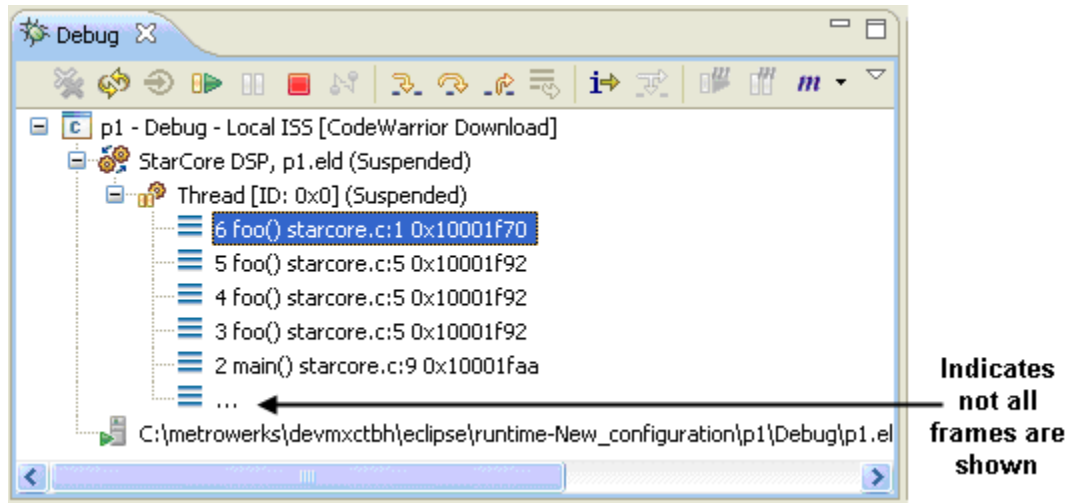 Debug
i
m
c p1 - Debug - Local ISS [CodeWarrior Download]
StarCore DSP, p1.eld (Suspended)
Thread [ID: 0x0] (Suspended)
6 foo() starcore.c:1 0x10001f70
5 foo() starcore.c:5 0x10001f92
4 foo() starcore.c:5 0x10001f92
3 foo() starcore.c:5 0x10001f92
2 main() starcore.c:9 0x10001faa
...
C:\metrowerks\devmxctbh\eclipse\runtime-New_configuration\p1\Debug\p1.el
Indicates
not all
frames are
shown